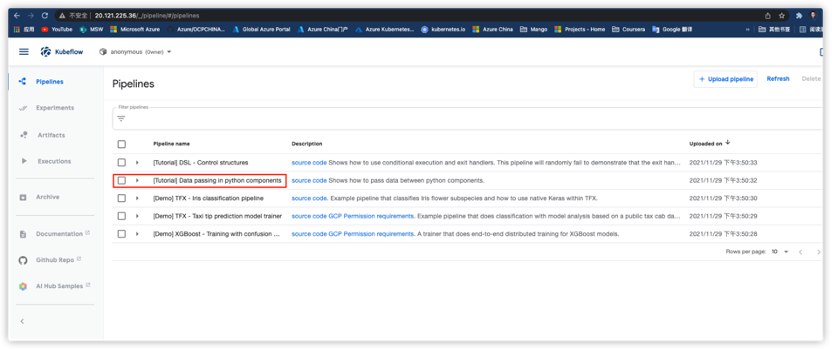 不安全 20.121.225.36/_/pipeline/#/pipelines
应用 YouTube MSW Microsoft Azure Azure/OCPCHINA... Global Azure Portal Azure China门户 Azure Kubernetes... kubernetes.io Azure China Mango Projects - Home Coursera Google 翻译 » 其他书签
Kubeflow anonymous (Owner)
Pipelines
Experiments
Artifacts
Executions
Archive
Documentation
Github Repo
AI Hub Samples
Pipelines
+ Upload pipeline Refresh Delete
Filter pipelines
Pipeline name Description Uploaded on
[Tutorial] DSL - Control structures source code Shows how to use conditional execution and exit handlers. This pipeline will randomly fail to demonstrate that the exit han... 2021/11/29 下午3:50:33
[Tutorial] Data passing in python components source code Shows how to pass data between python components. 2021/11/29 下午3:50:32
[Demo] TFX - Iris classification pipeline source code. Example pipeline that classifies Iris flower subspecies and how to use native Keras within TFX. 2021/11/29 下午3:50:30
[Demo] TFX - Taxi tip prediction model trainer source code GCP Permission requirements. Example pipeline that does classification with model analysis based on a public tax cab da... 2021/11/29 下午3:50:29
[Demo] XGBoost - Training with confusion ... source code GCP Permission requirements. A trainer that does end-to-end distributed training for XGBoost models. 2021/11/29 下午3:50:28
Rows per page: 10